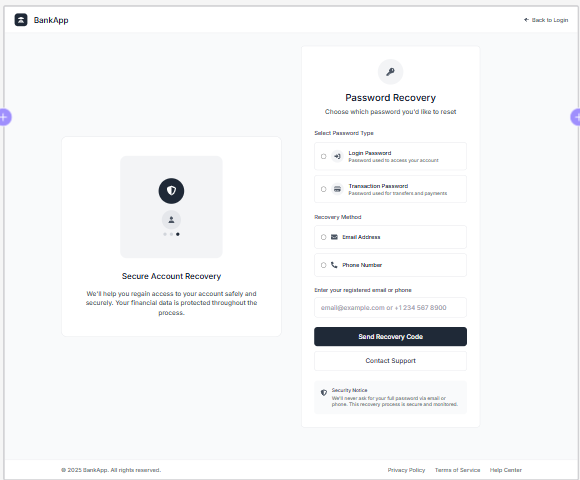 BankApp
Back to Login
Secure Account Recovery
We'll help you regain access to your account safely and
securely. Your financial data is protected throughout the
process.
Password Recovery
Choose which password you'd like to reset
Select Password Type
Login Password
Password used to access your account
Transaction Password
Password used for transfers and payments
Recovery Method
Email Address
Phone Number
Enter your registered email or phone
email@example.com or +1 234 567 8900
Send Recovery Code
Contact Support
Security Notice
We'll never ask for your full password via email or
phone. This recovery process is secure and monitored.
© 2025 BankApp. All rights reserved.
Privacy Policy Terms of Service Help Center